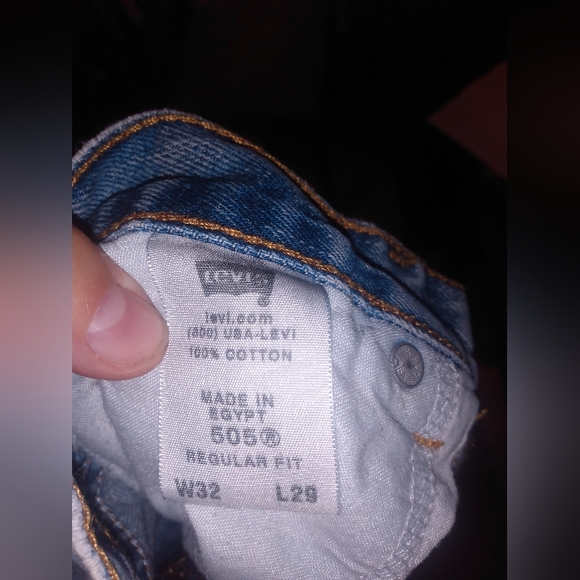 LEVI'S
levi.com
(800) USA-LEVI
100% COTTON
MADE IN
EGYPT
505®
REGULAR FIT
W32 L29